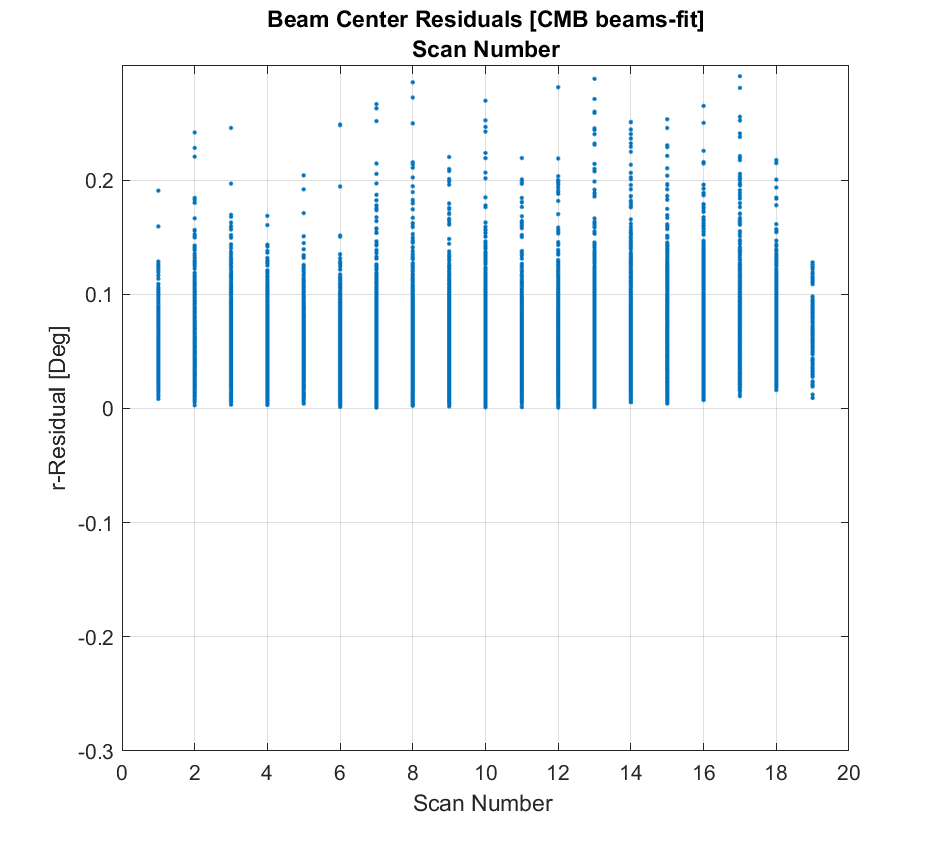 Beam Center Residuals [CMB beams-fit]
Scan Number
0.2
0.1
0
-0.1
-0.2
-0.3
r-Residual [Deg]
0 2 4 6 8 10 12 14 16 18 20
Scan Number